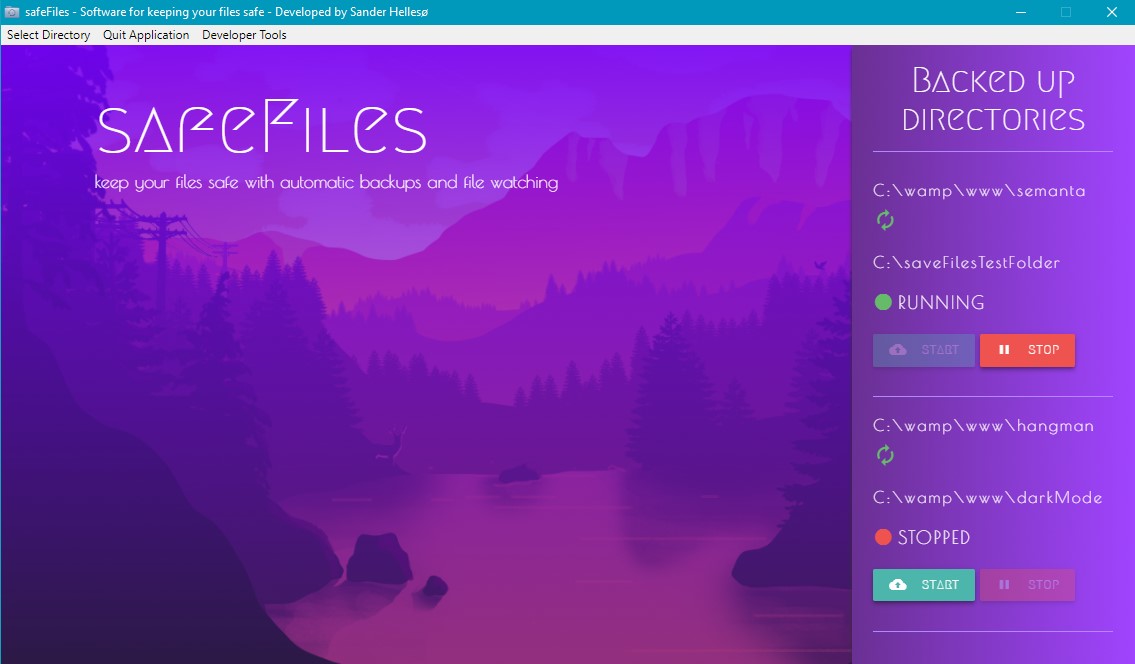 safeFiles - Software for keeping your files safe - Developed by Sander Hellesø
Select Directory Quit Application Developer Tools
safeFiles
keep your files safe with automatic backups and file watching
Backed up
directories
C:\wamp\www\semanta
C:\saveFilesTestFolder
RUNNING
START STOP
C:\wamp\www\hangman
C:\wamp\www\darkMode
STOPPED
START STOP